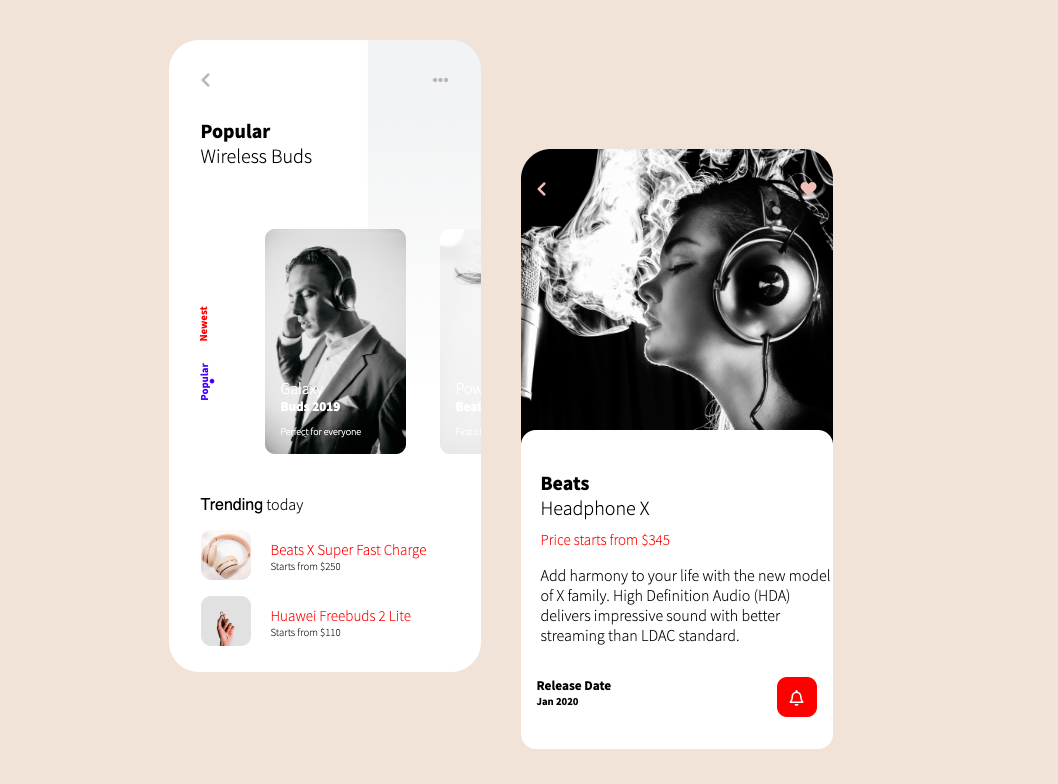 Popular
Wireless Buds
Newest
Popular
Galaxy
Buds 2019
Perfect for everyone
Trending today
Beats X Super Fast Charge
Starts from $250
Huawei Freebuds 2 Lite
Starts from $110
Beats
Headphone X
Price starts from $345
Add harmony to your life with the new model
of X family. High Definition Audio (HDA)
delivers impressive sound with better
streaming than LDAC standard.
Release Date
Jan 2020